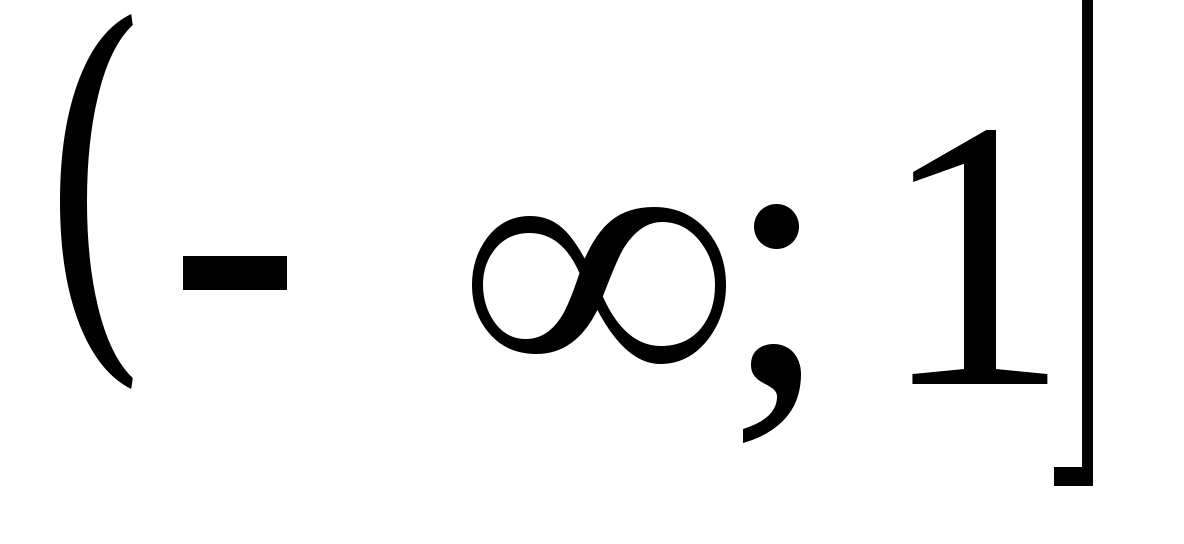 (- ∞; 1]